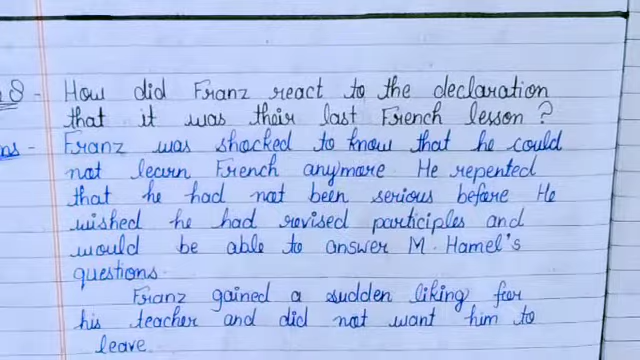 8 - How did Franz react to the declaration
that it was their last French lesson ?
ns - Franz was shocked to know that he could
not learn French anymore He repented
that he had not been serious before He
wished he had revised participles and
would be able to answer M. Hamel's
questions.
Franz gained a sudden liking for
his teacher and did not want him to
leave